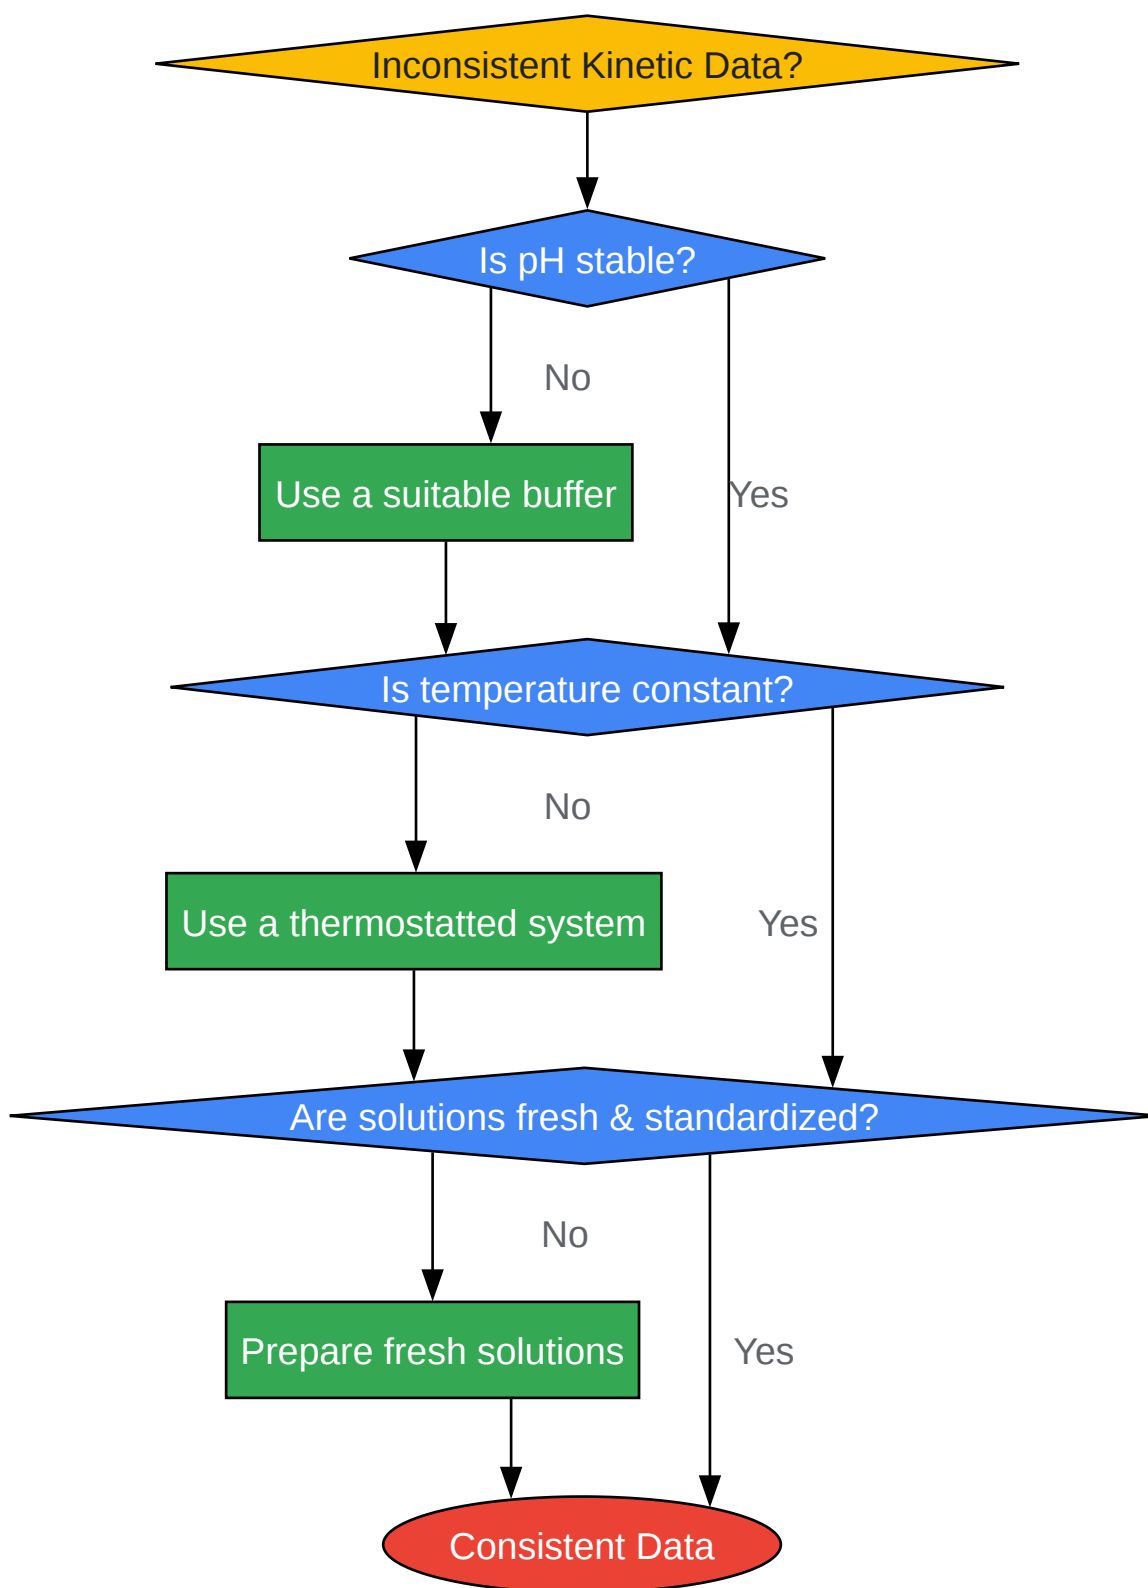 Inconsistent Kinetic Data?
Is pH stable?
No
Use a suitable buffer
Yes
Is temperature constant?
No
Use a thermostatted system
Yes
Are solutions fresh & standardized?
No
Prepare fresh solutions
Yes
Consistent Data